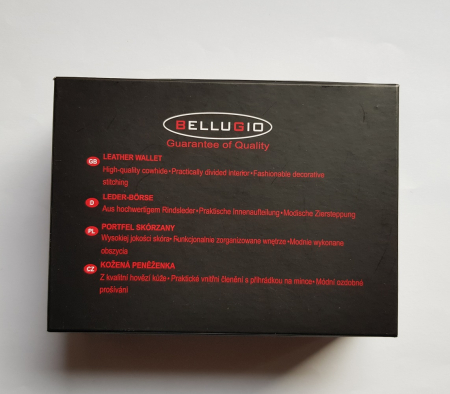 BELLUGIO
Guarantee of Quality
GB LEATHER WALLET
High-quality cowhide•Practically divided interior•Fashionable decorative
stitching
D LEDER-BÖRSE
Aus hochwertigem Rindsleder•Praktische Innenaufteilung•Modische Ziersteppung
PL PORTFEL SKÓRZANY
Wysokiej jokości skóra•Funkcjonalnie zorganizowane wnętrze•Modnie wykonane
obszycia
CZ KOŽENÁ PENĚŽENKA
Z kvalitní hovězí kůže•Praktické vnitřní členění s přihrádkou na mince•Módní ozdobné
prošívání